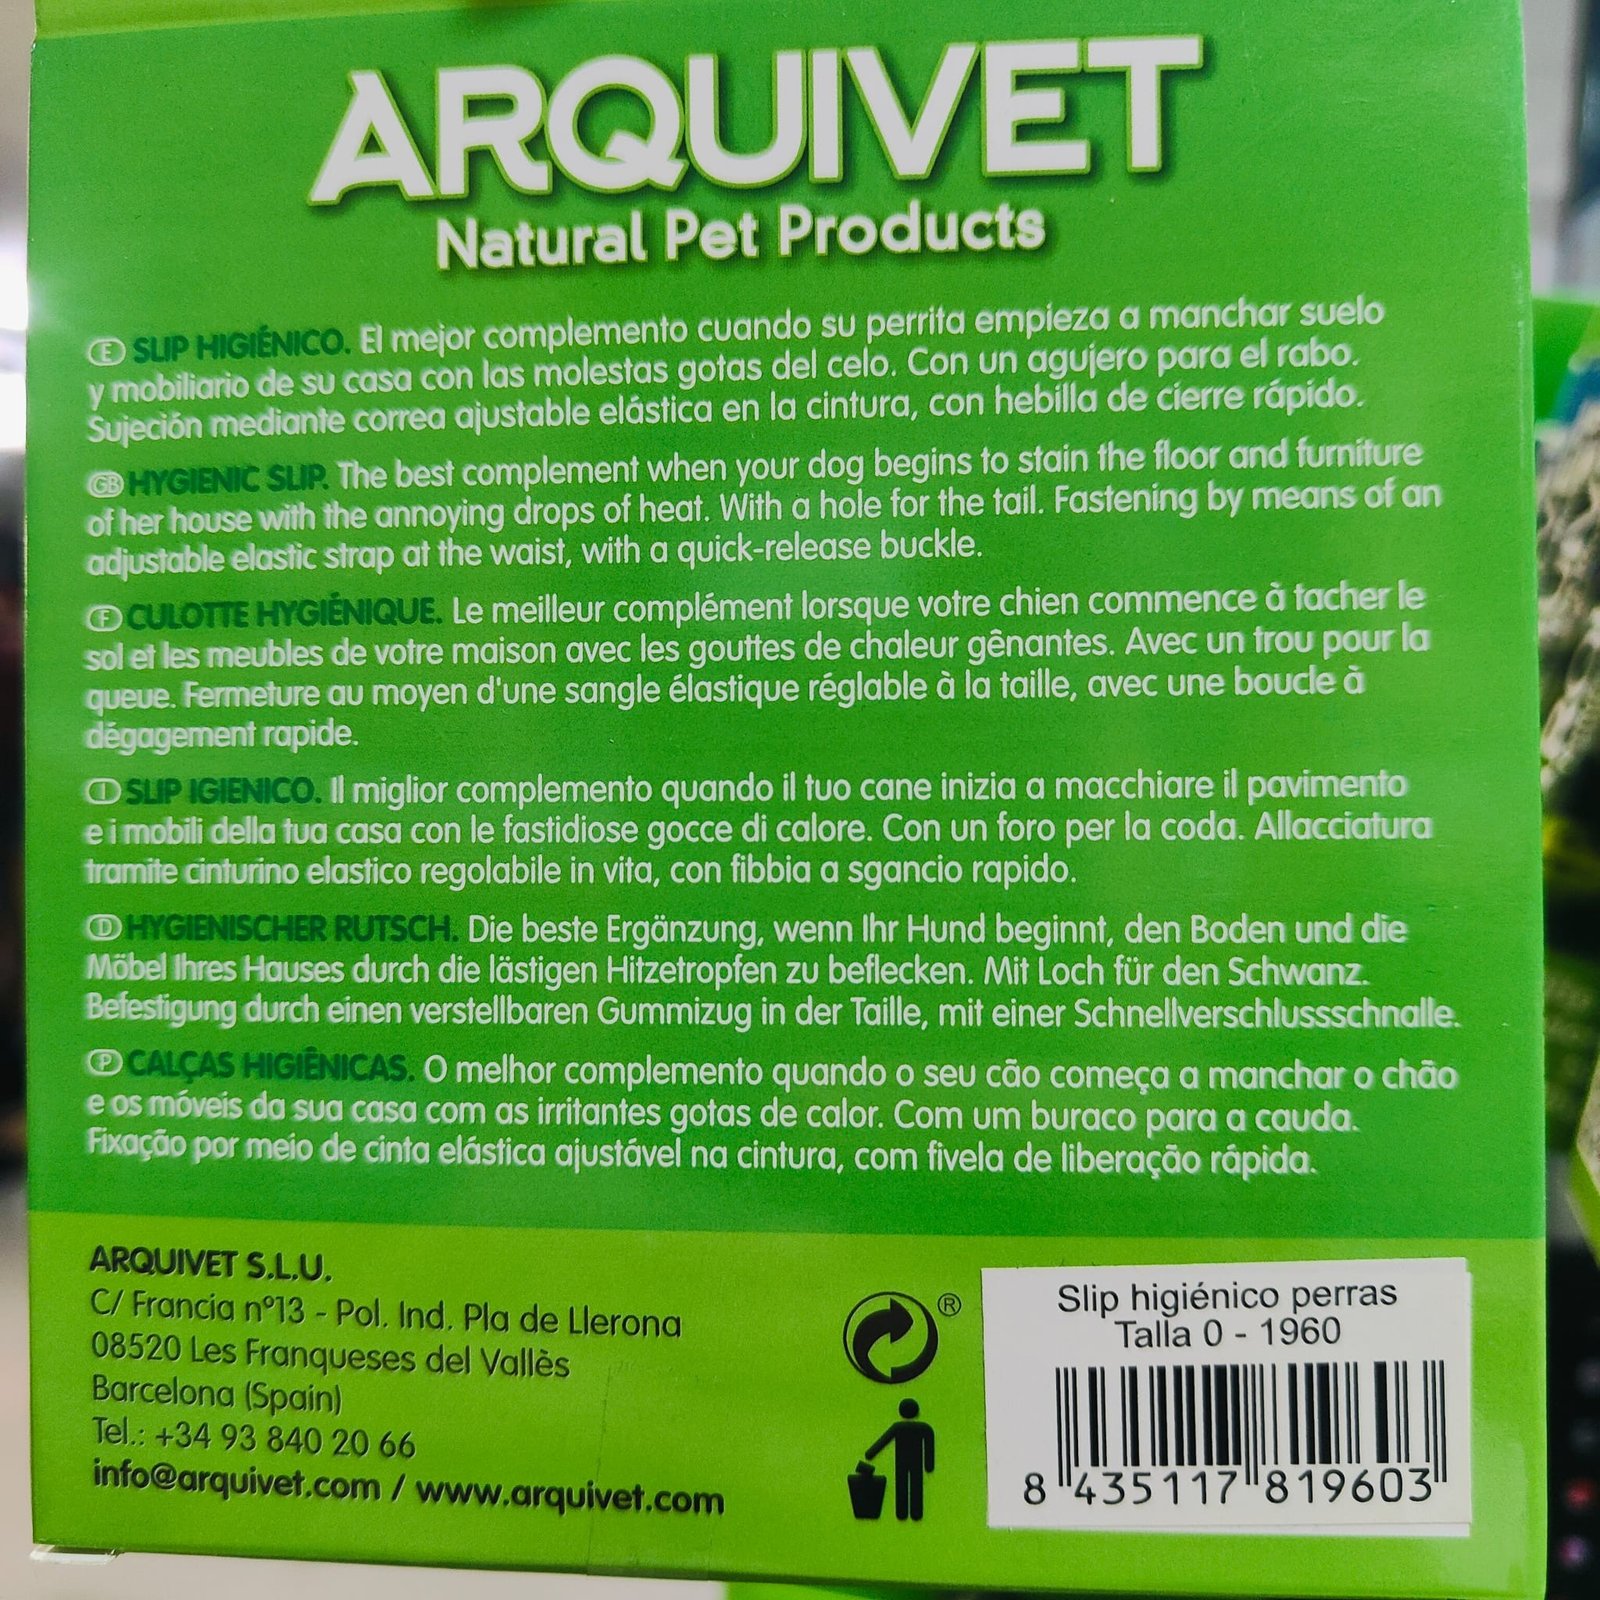 ARQUIVET
Natural Pet Products
E SLIP HIGIÉNICO. El mejor complemento cuando su perrita empieza a manchar suelo
y mobiliario de su casa con las molestas gotas del celo. Con un agujero para el rabo.
Sujeción mediante correa ajustable elástica en la cintura, con hebilla de cierre rápido.
GB HYGIENIC SLIP. The best complement when your dog begins to stain the floor and furniture
of her house with the annoying drops of heat. With a hole for the tail. Fastening by means of an
adjustable elastic strap at the waist, with a quick-release buckle.
F CULOTTE HYGIÉNIQUE. Le meilleur complément lorsque votre chien commence à tacher le
sol et les meubles de votre maison avec les gouttes de chaleur gênantes. Avec un trou pour la
queue. Fermeture au moyen d'une sangle élastique réglable à la taille, avec une boucle à
dégagement rapide.
I SLIP IGIENICO. Il miglior complemento quando il tuo cane inizia a macchiare il pavimento
e i mobili della tua casa con le fastidiose gocce di calore. Con un foro per la coda. Allacciatura
tramite cinturino elastico regolabile in vita, con fibbia a sgancio rapido.
D HYGIENISCHER RUTSCH. Die beste Ergänzung, wenn Ihr Hund beginnt, den Boden und die
Möbel Ihres Hauses durch die lästigen Hitzetropfen zu beflecken. Mit Loch für den Schwanz.
Befestigung durch einen verstellbaren Gummizug in der Taille, mit einer Schnellverschlussschnalle.
P CALÇAS HIGIÊNICAS. O melhor complemento quando o seu cão começa a manchar o chão
e os móveis da sua casa com as irritantes gotas de calor. Com um buraco para a cauda.
Fixação por meio de cinta elástica ajustável na cintura, com fivela de liberação rápida.
ARQUIVET S.L.U.
C/ Francia nº13 - Pol. Ind. Pla de Llerona
08520 Les Franqueses del Vallès
Barcelona (Spain)
Tel.: +34 93 840 20 66
info@arquivet.com / www.arquivet.com
®
Slip higiénico perras
Talla 0 - 1960
8 435117 819603